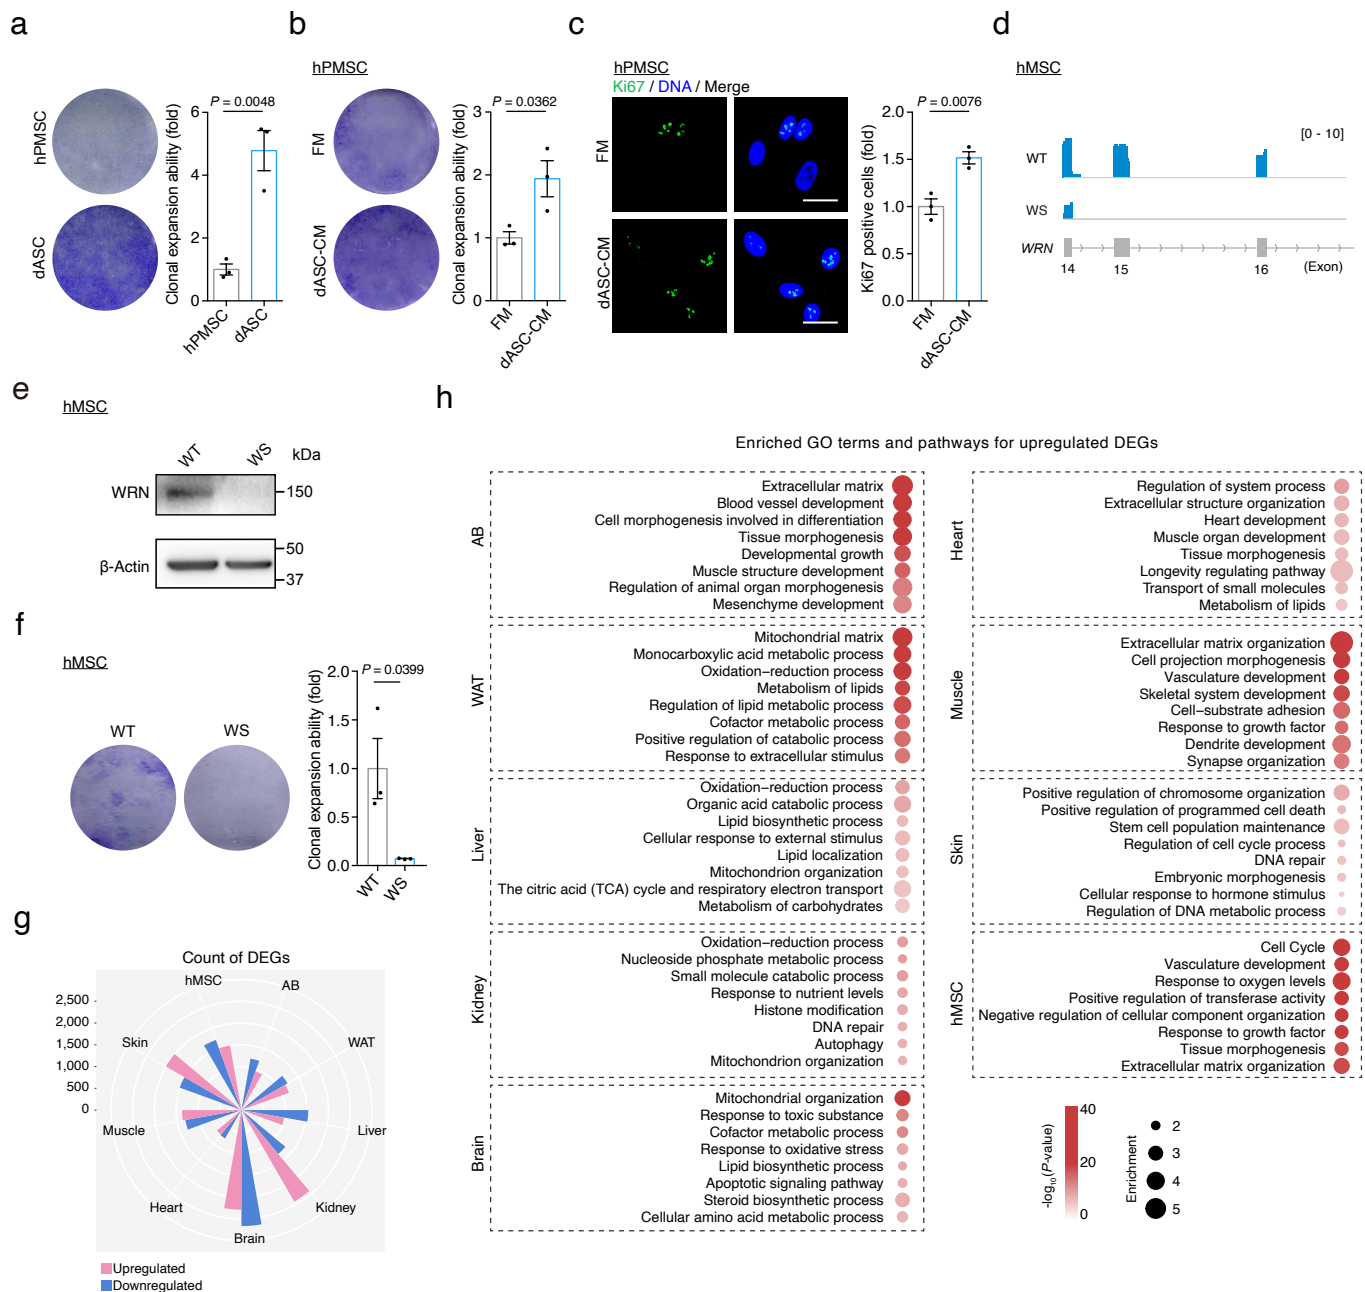 a
hPMSC
dASC
Clonal expansion ability (fold)
P = 0.0048
6
4
2
0
hPMSC
dASC
b
hPMSC
FM
dASC-CM
Clonal expansion ability (fold)
P = 0.0362
3
2
1
0
FM
dASC-CM
c
hPMSC
Ki67 / DNA / Merge
FM
dASC-CM
Ki67 positive cells (fold)
P = 0.0076
2.0
1.5
1.0
0.5
0.0
FM
dASC-CM
d
hMSC
[0 - 10]
WT
WS
WRN
14
15
16
(Exon)
e
hMSC
WT
WS
kDa
WRN
150
β-Actin
50
37
f
hMSC
WT
WS
Clonal expansion ability (fold)
P = 0.0399
2.0
1.5
1.0
0.5
0.0
WT
WS
g
Count of DEGs
2,500
2,000
1,500
1,000
500
0
hMSC
AB
WAT
Liver
Kidney
Brain
Heart
Muscle
Skin
Upregulated
Downregulated
h
Enriched GO terms and pathways for upregulated DEGs
AB
Extracellular matrix
Blood vessel development
Cell morphogenesis involved in differentiation
Tissue morphogenesis
Developmental growth
Muscle structure development
Regulation of animal organ morphogenesis
Mesenchyme development
WAT
Mitochondrial matrix
Monocarboxylic acid metabolic process
Oxidation−reduction process
Metabolism of lipids
Regulation of lipid metabolic process
Cofactor metabolic process
Positive regulation of catabolic process
Response to extracellular stimulus
Liver
Oxidation−reduction process
Organic acid catabolic process
Lipid biosynthetic process
Cellular response to external stimulus
Lipid localization
Mitochondrion organization
The citric acid (TCA) cycle and respiratory electron transport
Metabolism of carbohydrates
Kidney
Oxidation−reduction process
Nucleoside phosphate metabolic process
Small molecule catabolic process
Response to nutrient levels
Histone modification
DNA repair
Autophagy
Mitochondrion organization
Brain
Mitochondrial organization
Response to toxic substance
Cofactor metabolic process
Response to oxidative stress
Lipid biosynthetic process
Apoptotic signaling pathway
Steroid biosynthetic process
Cellular amino acid metabolic process
Heart
Regulation of system process
Extracellular structure organization
Heart development
Muscle organ development
Tissue morphogenesis
Longevity regulating pathway
Transport of small molecules
Metabolism of lipids
Muscle
Extracellular matrix organization
Cell projection morphogenesis
Vasculature development
Skeletal system development
Cell−substrate adhesion
Response to growth factor
Dendrite development
Synapse organization
Skin
Positive regulation of chromosome organization
Positive regulation of programmed cell death
Stem cell population maintenance
Regulation of cell cycle process
DNA repair
Embryonic morphogenesis
Cellular response to hormone stimulus
Regulation of DNA metabolic process
hMSC
Cell Cycle
Vasculature development
Response to oxygen levels
Positive regulation of transferase activity
Negative regulation of cellular component organization
Response to growth factor
Tissue morphogenesis
Extracellular matrix organization
-log10(P-value)
40
20
0
Enrichment
2
3
4
5